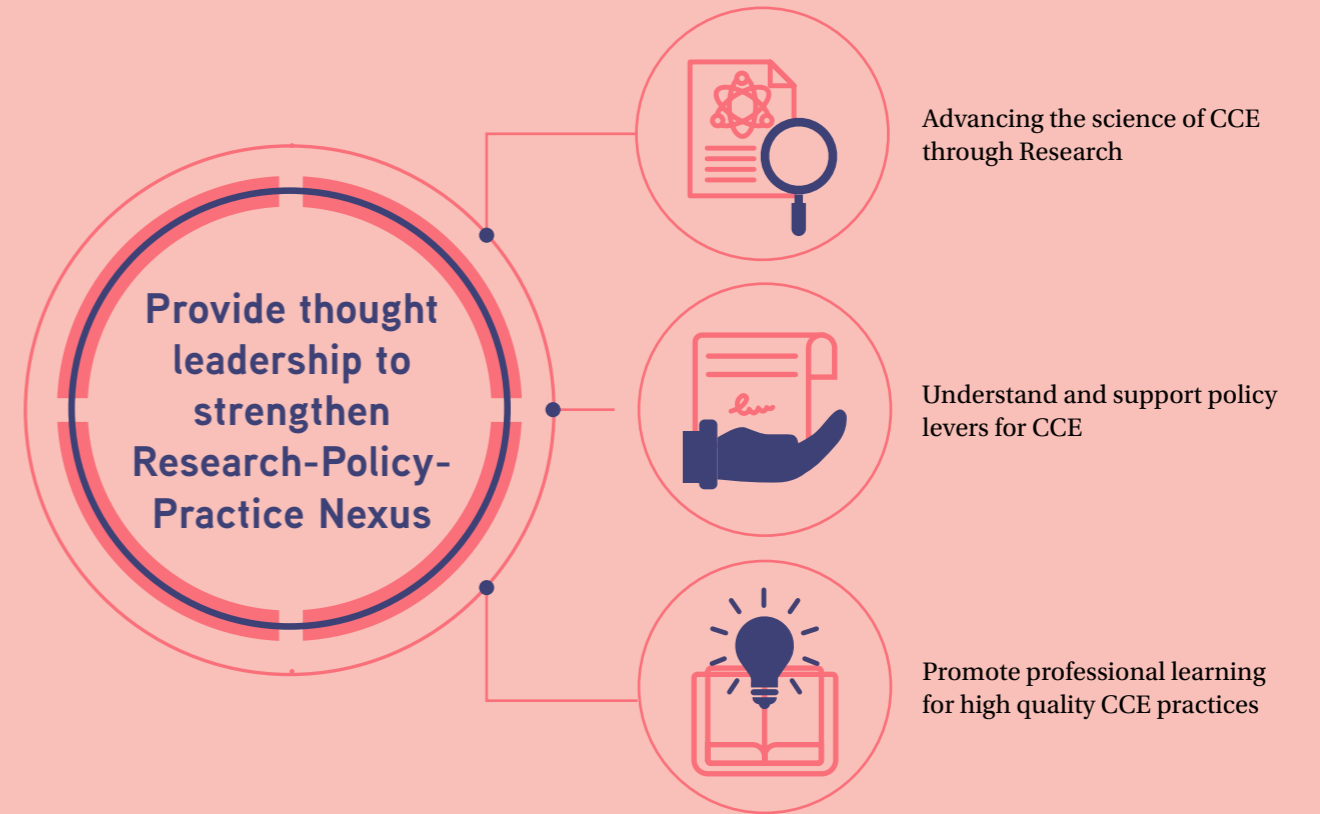 Provide thought
leadership to
strengthen
Research-Policy-
Practice Nexus
Advancing the science of CCE
through Research
Understand and support policy
levers for CCE
Promote professional learning
for high quality CCE practices